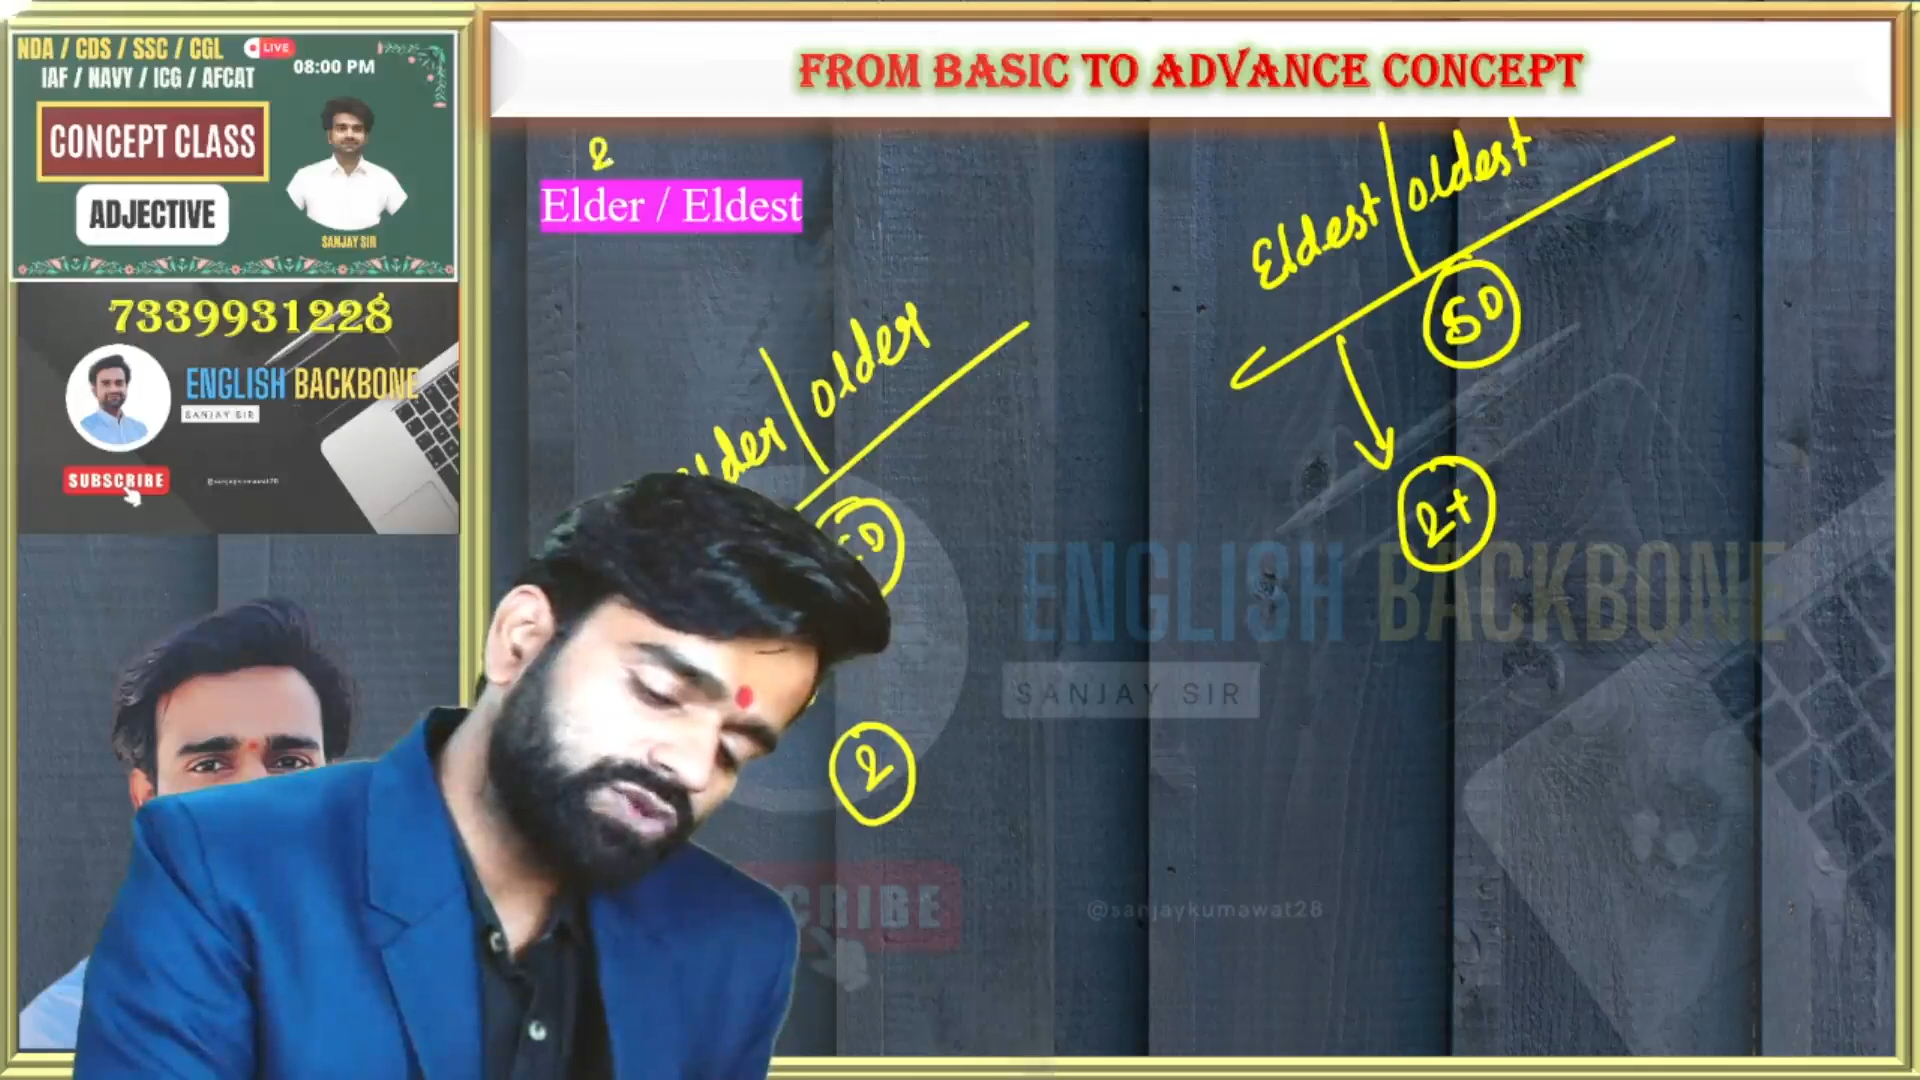 NDA / CDS / SSC / CGL
LIVE
IAF / NAVY / ICG / AFCAT
08:00 PM
CONCEPT CLASS
ADJECTIVE
SANJAY SIR
7339931228
ENGLISH BACKBONE
SANJAY SIR
SUBSCRIBE
@sanjaykumawat28
FROM BASIC TO ADVANCE CONCEPT
2
Elder / Eldest
Eldest/oldest
SD
2+
older
2
ENGLISH BACKBONE
SANJAY SIR
@sanjaykumawat28